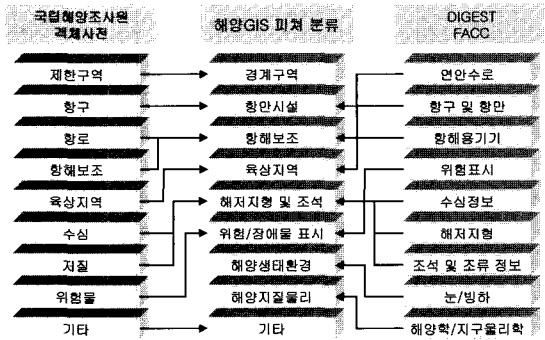 국립해양조사원
객체사전
해양GIS 피쳐 분류
DIGEST
FACC
제한구역
경계구역
연안수로
항구
항만시설
항구 및 항만
항로
항해보조
항해용기기
항해보조
육상지역
위험표시
육상지역
해저지형 및 조석
수심정보
수심
위험/장애물 표시
해저지형
저질
해양생태환경
조석 및 조류 정보
위험물
해양지질물리
눈/빙하
기타
기타
해양학/지구물리학